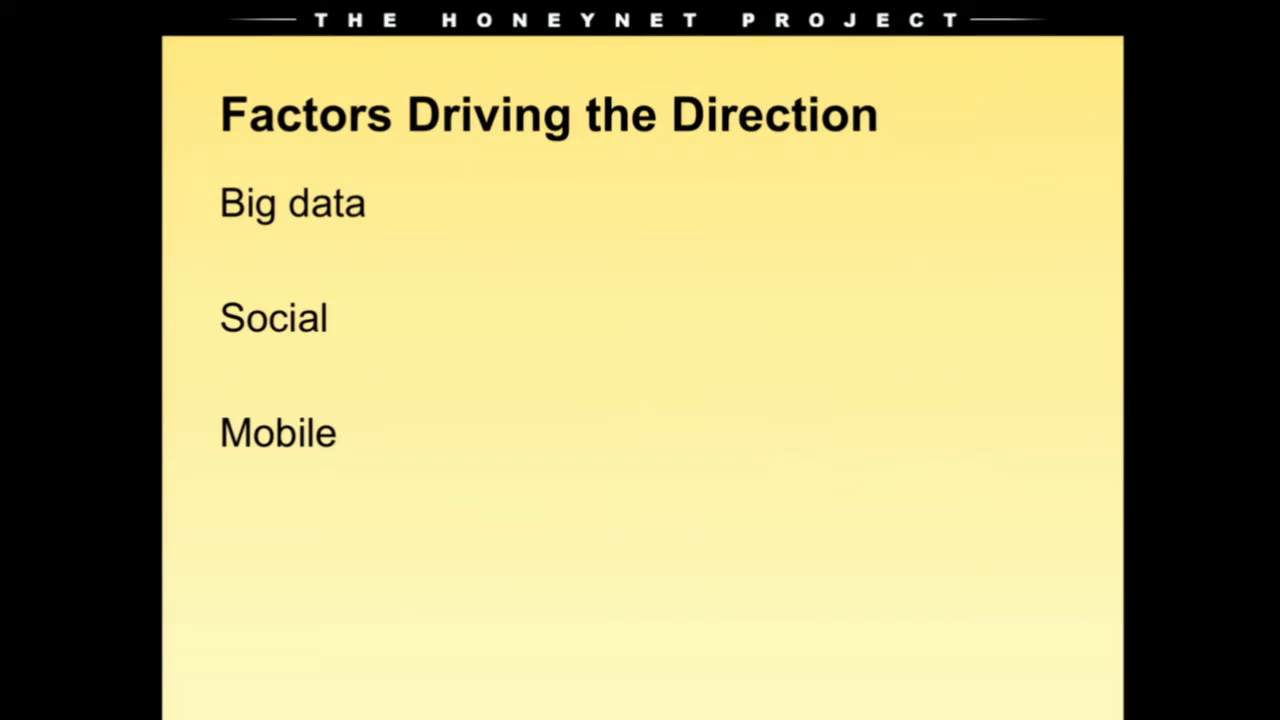 THE HONEYNET PROJECT
Factors Driving the Direction
Big data
Social
Mobile